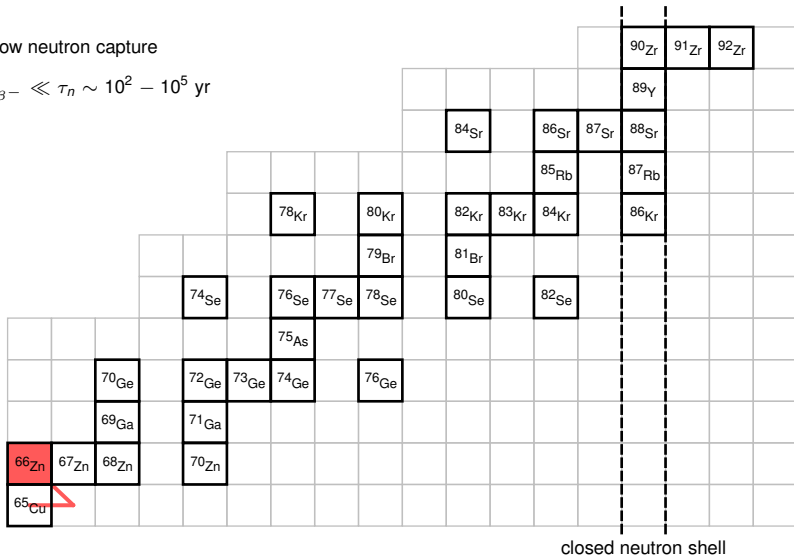 ow neutron capture
β⁻ ≪ τₙ ∼ 10² − 10⁵ yr
⁹⁰Zr ⁹¹Zr ⁹²Zr
⁸⁹Y
⁸⁴Sr ⁸⁶Sr ⁸⁷Sr ⁸⁸Sr
⁸⁵Rb ⁸⁷Rb
⁷⁸Kr ⁸⁰Kr ⁸²Kr ⁸³Kr ⁸⁴Kr ⁸⁶Kr
⁷⁹Br ⁸¹Br
⁷⁴Se ⁷⁶Se ⁷⁷Se ⁷⁸Se ⁸⁰Se ⁸²Se
⁷⁵As
⁷⁰Ge ⁷²Ge ⁷³Ge ⁷⁴Ge ⁷⁶Ge
⁶⁹Ga ⁷¹Ga
⁶⁶Zn ⁶⁷Zn ⁶⁸Zn ⁷⁰Zn
⁶⁵Cu
closed neutron shell